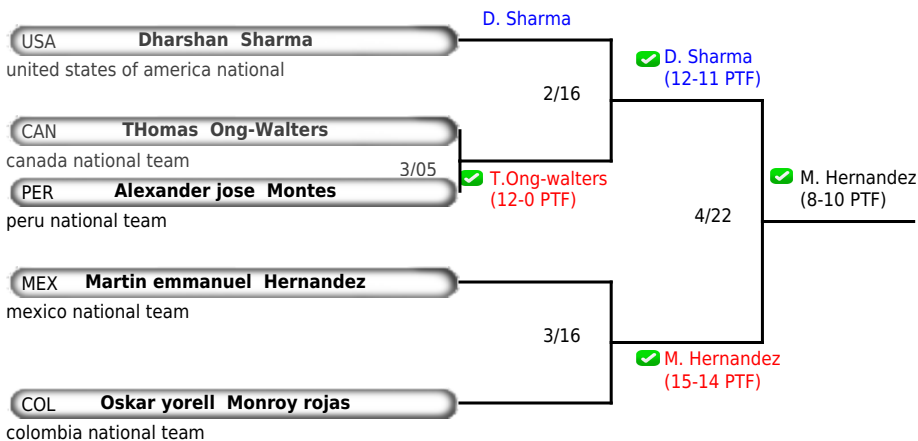 D. Sharma
USA Dharshan Sharma
united states of america national
D. Sharma
(12-11 PTF)
2/16
CAN THomas Ong-Walters
canada national team
3/05
PER Alexander jose Montes
peru national team
T.Ong-walters
(12-0 PTF)
M. Hernandez
(8-10 PTF)
4/22
MEX Martin emmanuel Hernandez
mexico national team
3/16
M. Hernandez
(15-14 PTF)
COL Oskar yorell Monroy rojas
colombia national team